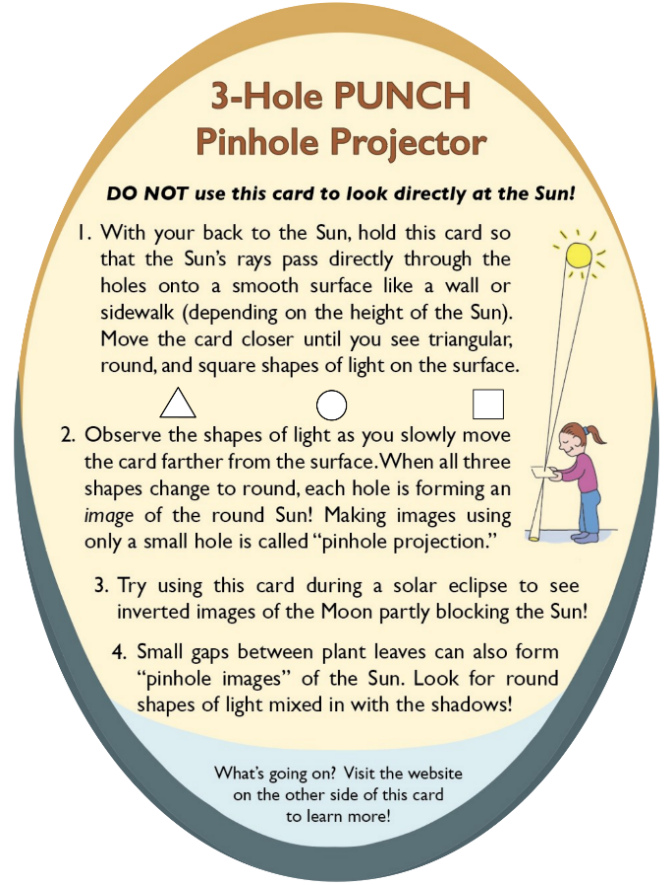 3-Hole PUNCH
Pinhole Projector
DO NOT use this card to look directly at the Sun!
1. With your back to the Sun, hold this card so
that the Sun's rays pass directly through the
holes onto a smooth surface like a wall or
sidewalk (depending on the height of the Sun).
Move the card closer until you see triangular,
round, and square shapes of light on the surface.
2. Observe the shapes of light as you slowly move
the card farther from the surface. When all three
shapes change to round, each hole is forming an
image of the round Sun! Making images using
only a small hole is called “pinhole projection.”
3. Try using this card during a solar eclipse to see
inverted images of the Moon partly blocking the Sun!
4. Small gaps between plant leaves can also form
“pinhole images” of the Sun. Look for round
shapes of light mixed in with the shadows!
What's going on? Visit the website
on the other side of this card
to learn more!